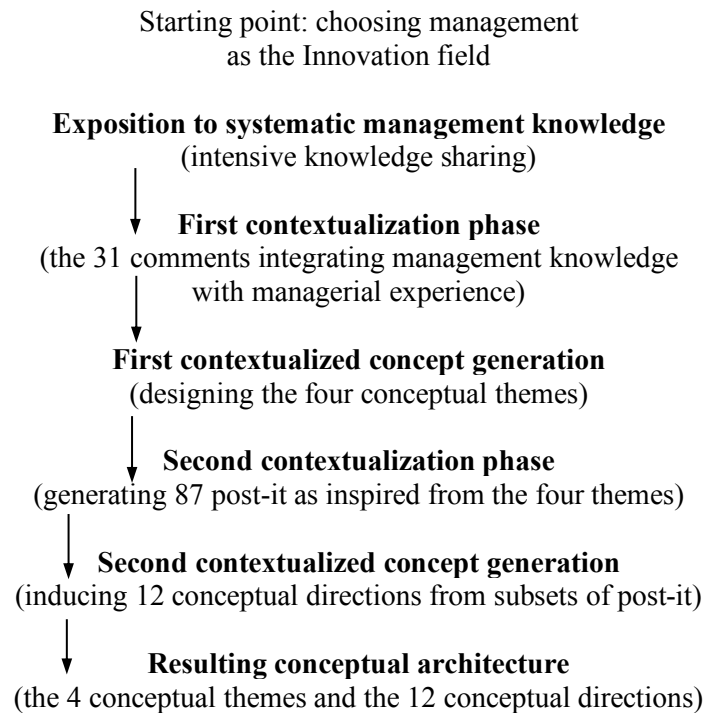 Starting point: choosing management
as the Innovation field
Exposition to systematic management knowledge
(intensive knowledge sharing)
First contextualization phase
(the 31 comments integrating management knowledge
with managerial experience)
First contextualized concept generation
(designing the four conceptual themes)
Second contextualization phase
(generating 87 post-it as inspired from the four themes)
Second contextualized concept generation
(inducing 12 conceptual directions from subsets of post-it)
Resulting conceptual architecture
(the 4 conceptual themes and the 12 conceptual directions)